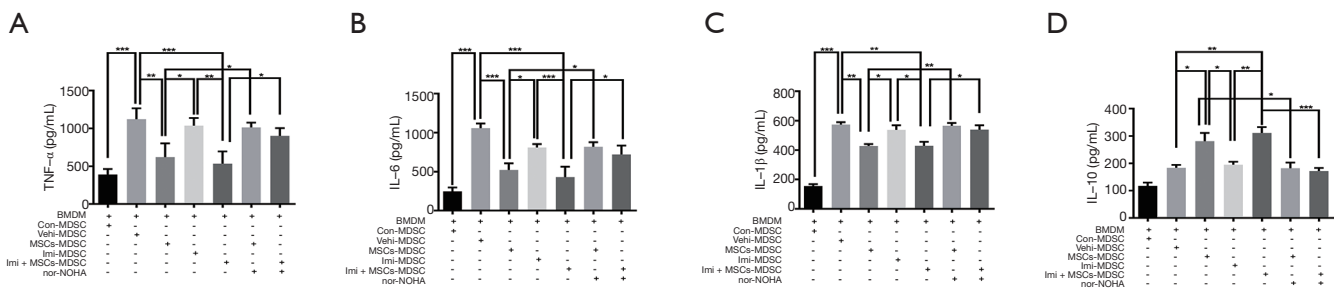 A
*** ***
*
** * ** *
TNF–α (pg/mL)
1500
1000
500
0
BMDM + + + + + + +
Con-MDSC + - - - - - -
Vehi-MDSC - + - - - - -
MSCs-MDSC - - + - - + -
Imi-MDSC - - - + - - -
Imi + MSCs-MDSC - - - - + - +
nor-NOHA - - - - - + +
B
*** ***
*
*** * *** *
IL–6 (pg/mL)
1500
1000
500
0
BMDM + + + + + + +
Con-MDSC + - - - - - -
Vehi-MDSC - + - - - - -
MSCs-MDSC - - + - - + -
Imi-MDSC - - - + - - -
Imi + MSCs-MDSC - - - - + - +
nor-NOHA - - - - - + +
C
*** **
**
** * * *
IL–1β (pg/mL)
800
600
400
200
0
BMDM + + + + + + +
Con-MDSC + - - - - - -
Vehi-MDSC - + - - - - -
MSCs-MDSC - - + - - + -
Imi-MDSC - - - + - - -
Imi + MSCs-MDSC - - - - + - +
nor-NOHA - - - - - + +
D
**
* * **
*
***
IL–10 (pg/mL)
40
30
20
10
0
BMDM + + + + + + +
Con-MDSC + - - - - - -
Vehi-MDSC - + - - - - -
MSCs-MDSC - - + - - + -
Imi-MDSC - - - + - - -
Imi + MSCs-MDSC - - - - + - +
nor-NOHA - - - - - + +